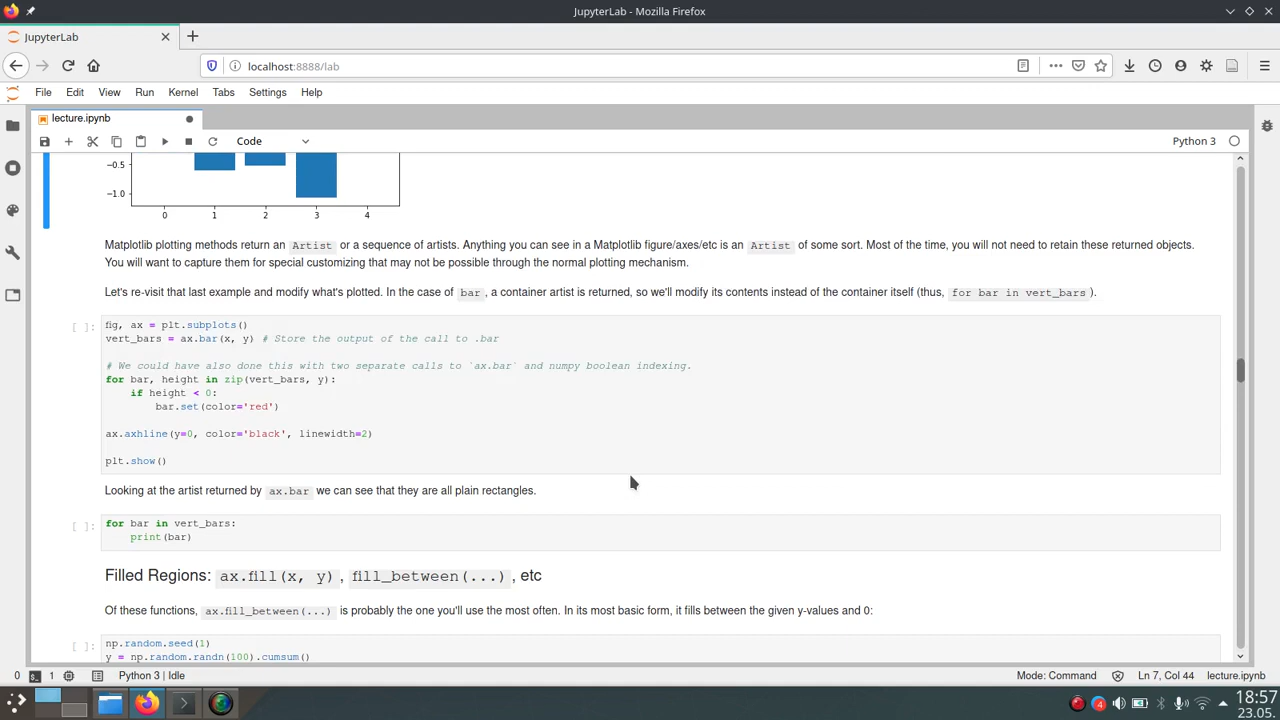 JupyterLab - Mozilla Firefox
JupyterLab
localhost:8888/lab
File Edit View Run Kernel Tabs Settings Help
lecture.ipynb
Code
Python 3
−0.5
−1.0
0 1 2 3 4
Matplotlib plotting methods return an Artist or a sequence of artists. Anything you can see in a Matplotlib figure/axes/etc is an Artist of some sort. Most of the time, you will not need to retain these returned objects.
You will want to capture them for special customizing that may not be possible through the normal plotting mechanism.
Let's re-visit that last example and modify what's plotted. In the case of bar, a container artist is returned, so we'll modify its contents instead of the container itself (thus, for bar in vert_bars).
[ ]: fig, ax = plt.subplots()
vert_bars = ax.bar(x, y) # Store the output of the call to .bar
# We could have also done this with two separate calls to `ax.bar` and numpy boolean indexing.
for bar, height in zip(vert_bars, y):
    if height < 0:
        bar.set(color='red')
ax.axhline(y=0, color='black', linewidth=2)
plt.show()
Looking at the artist returned by ax.bar we can see that they are all plain rectangles.
[ ]: for bar in vert_bars:
    print(bar)
Filled Regions: ax.fill(x, y), fill_between(...), etc
Of these functions, ax.fill_between(...) is probably the one you'll use the most often. In its most basic form, it fills between the given y-values and 0:
[ ]: np.random.seed(1)
y = np.random.randn(100).cumsum()
0 1 Python 3 | Idle Mode: Command Ln 7, Col 44 lecture.ipynb
4
18:57
23.05.